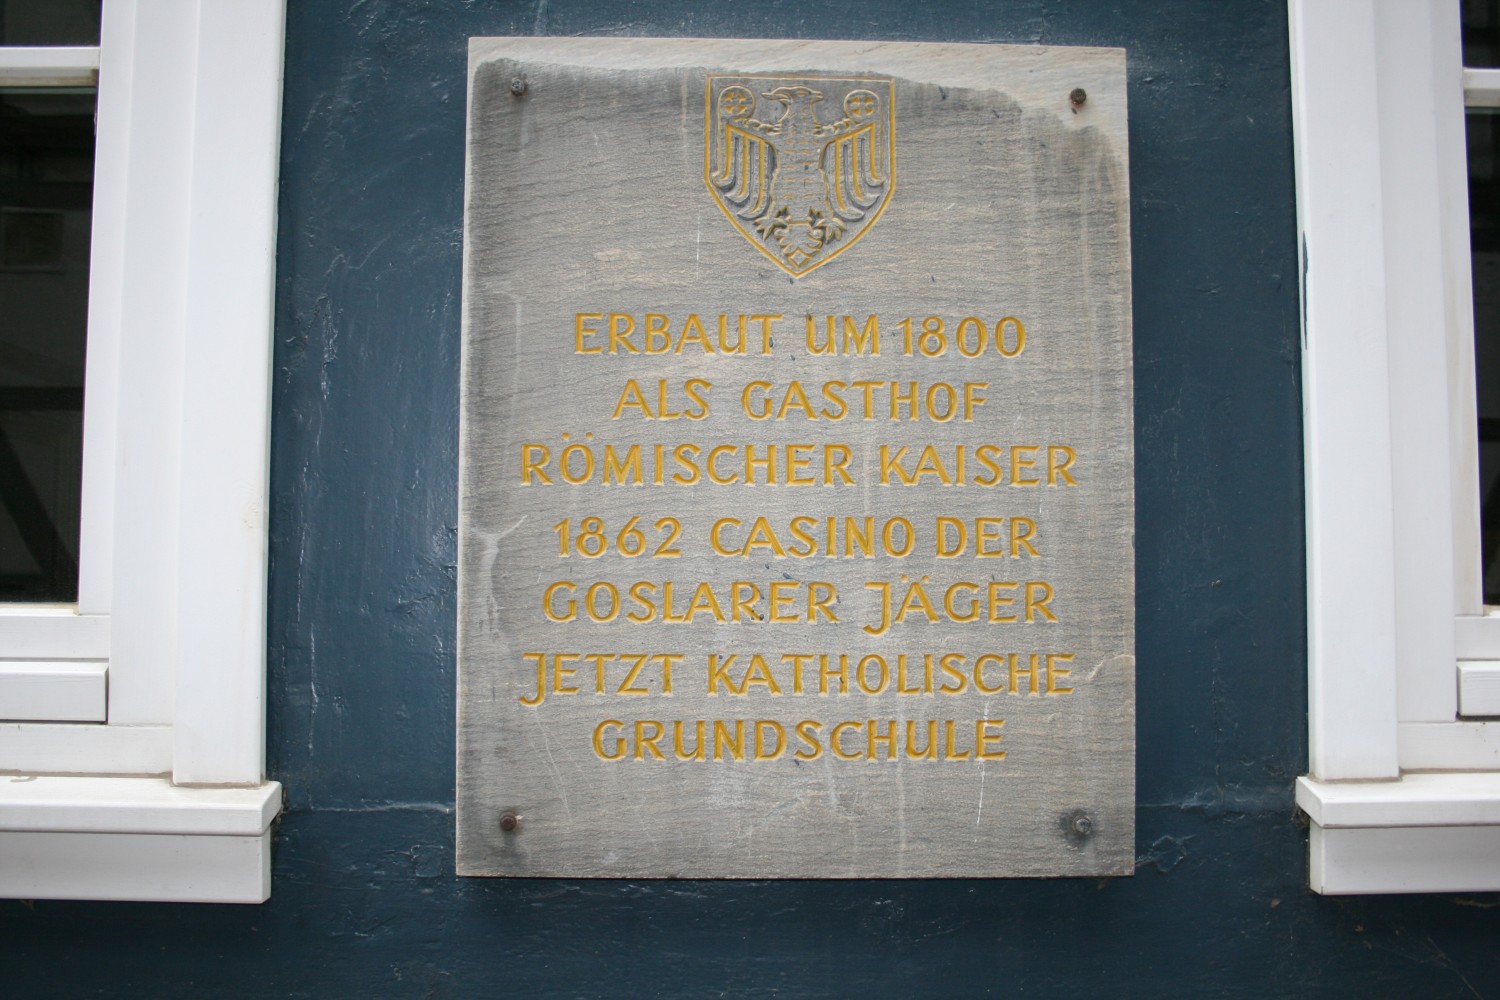 ERBAUT UM 1800
ALS GASTHOF
RÖMISCHER KAISER
1862 CASINO DER
GOSLARER JÄGER
JETZT KATHOLISCHE
GRUNDSCHULE